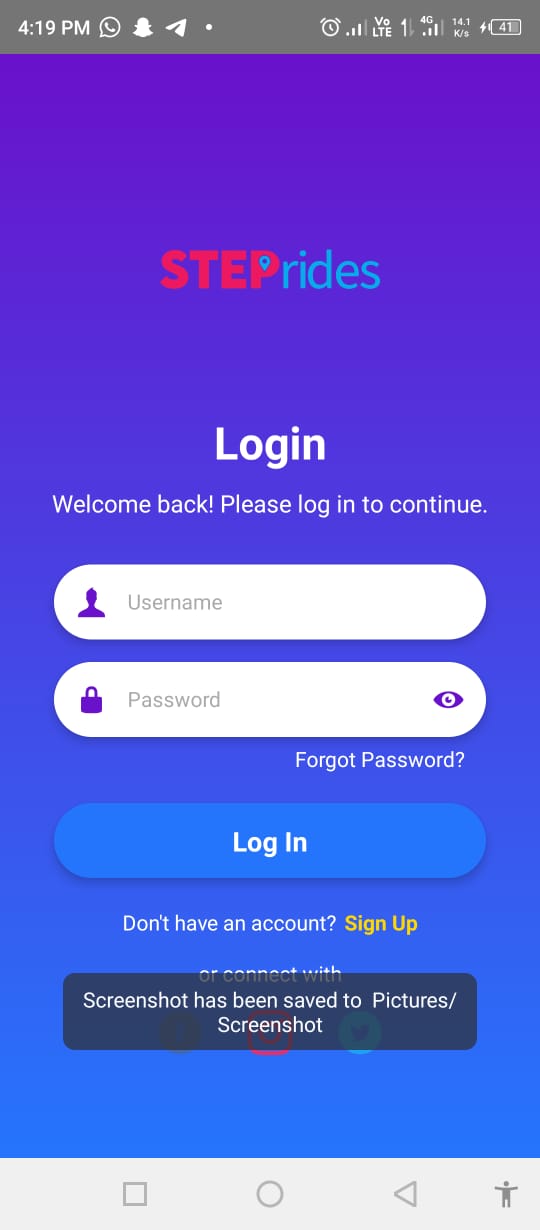 4:19 PM
Vo LTE
4G
14.1 K/s
41
STEPrides
Login
Welcome back! Please log in to continue.
Username
Password
Forgot Password?
Log In
Don't have an account? Sign Up
or connect with
Screenshot has been saved to Pictures/
Screenshot